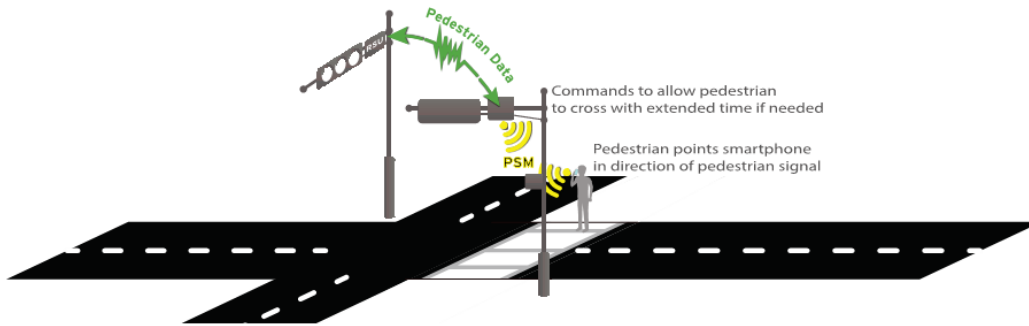 Pedestrian Data
RSU
Commands to allow pedestrian
to cross with extended time if needed
Pedestrian points smartphone
in direction of pedestrian signal
PSM